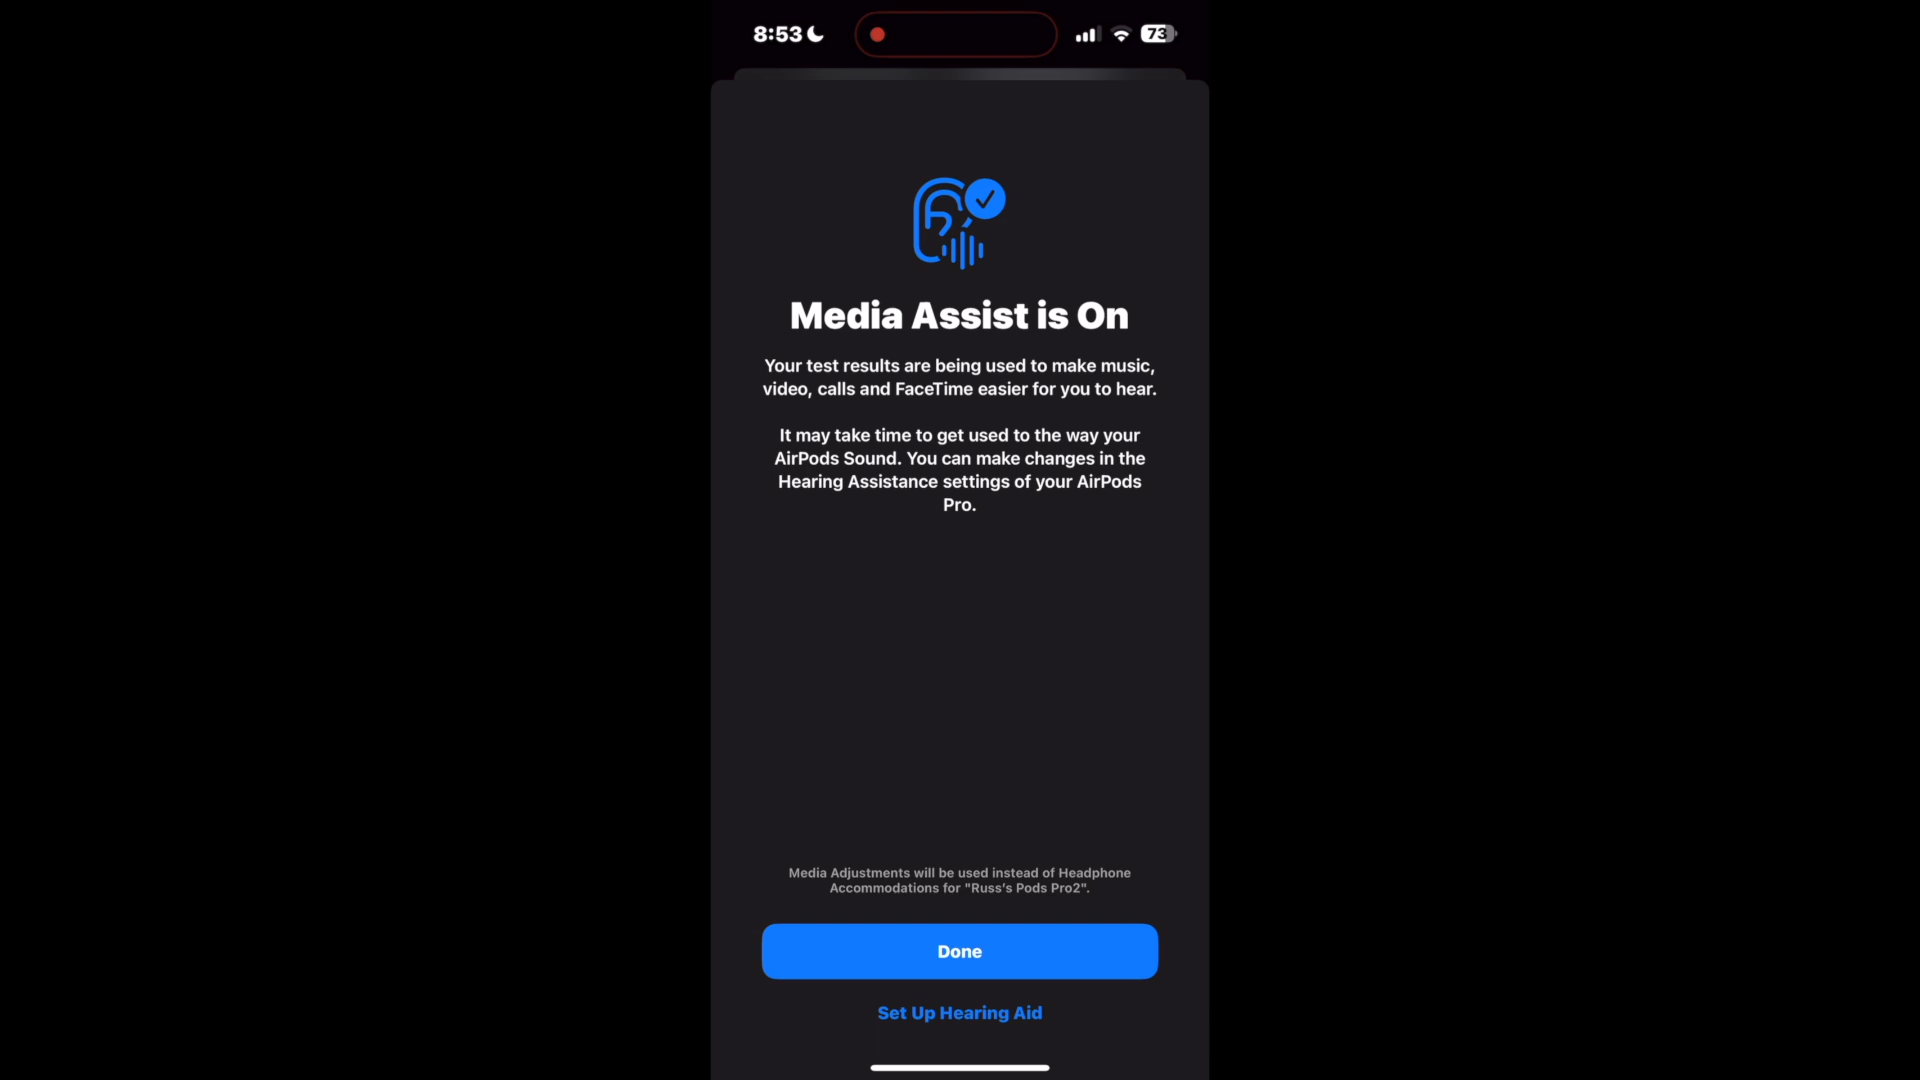 8:53
73
Media Assist is On
Your test results are being used to make music,
video, calls and FaceTime easier for you to hear.
It may take time to get used to the way your
AirPods Sound. You can make changes in the
Hearing Assistance settings of your AirPods
Pro.
Media Adjustments will be used instead of Headphone
Accommodations for "Russ's Pods Pro2".
Done
Set Up Hearing Aid